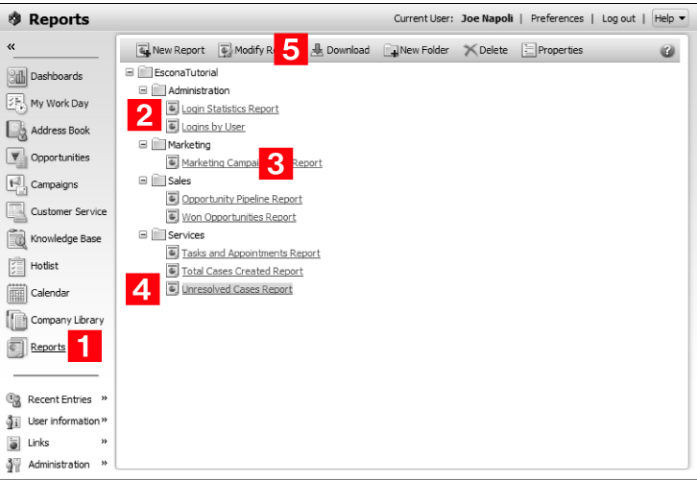 Reports
Current User: Joe Napoli | Preferences | Log out | Help
«
New Report Modify 5 Download New Folder Delete Properties ?
Dashboards
My Work Day
Address Book
Opportunities
Campaigns
Customer Service
Knowledge Base
Hotlist
Calendar
Company Library
Reports 1
Recent Entries »
User information »
Links »
Administration »
EsconaTutorial
Administration
2 Login Statistics Report
Logins by User
Marketing
Marketing 3 Report
Sales
Opportunity Pipeline Report
Won Opportunities Report
Services
Tasks and Appointments Report
Total Cases Created Report
4 Unresolved Cases Report